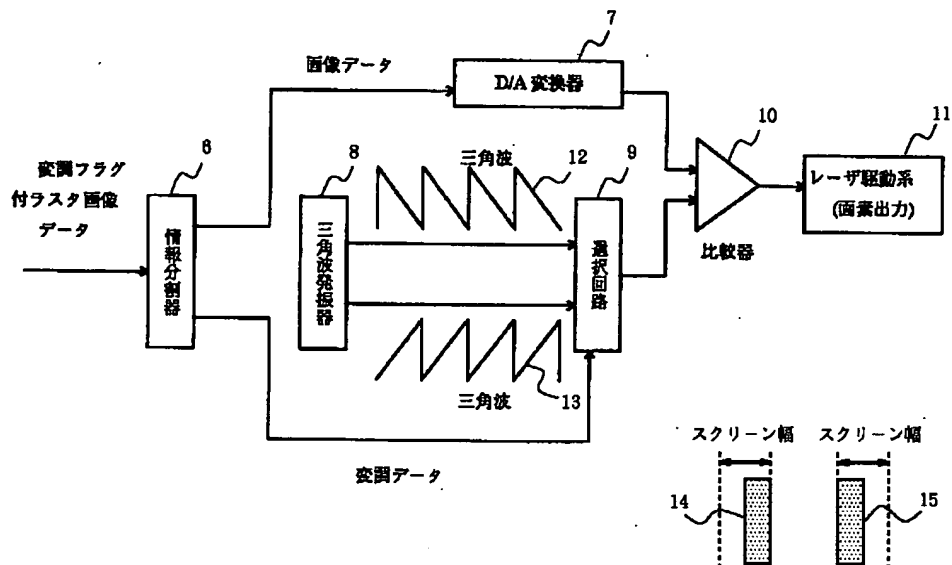 7
画像データ
D/A変換器
10
11
6
8
三角波
12
9
変調フラグ
付ラスタ画像
データ
レーザ駆動系
(画素出力)
情報分割器
三角波発振器
選択回路
比較器
三角波
13
変調データ
スクリーン幅
スクリーン幅
14
15